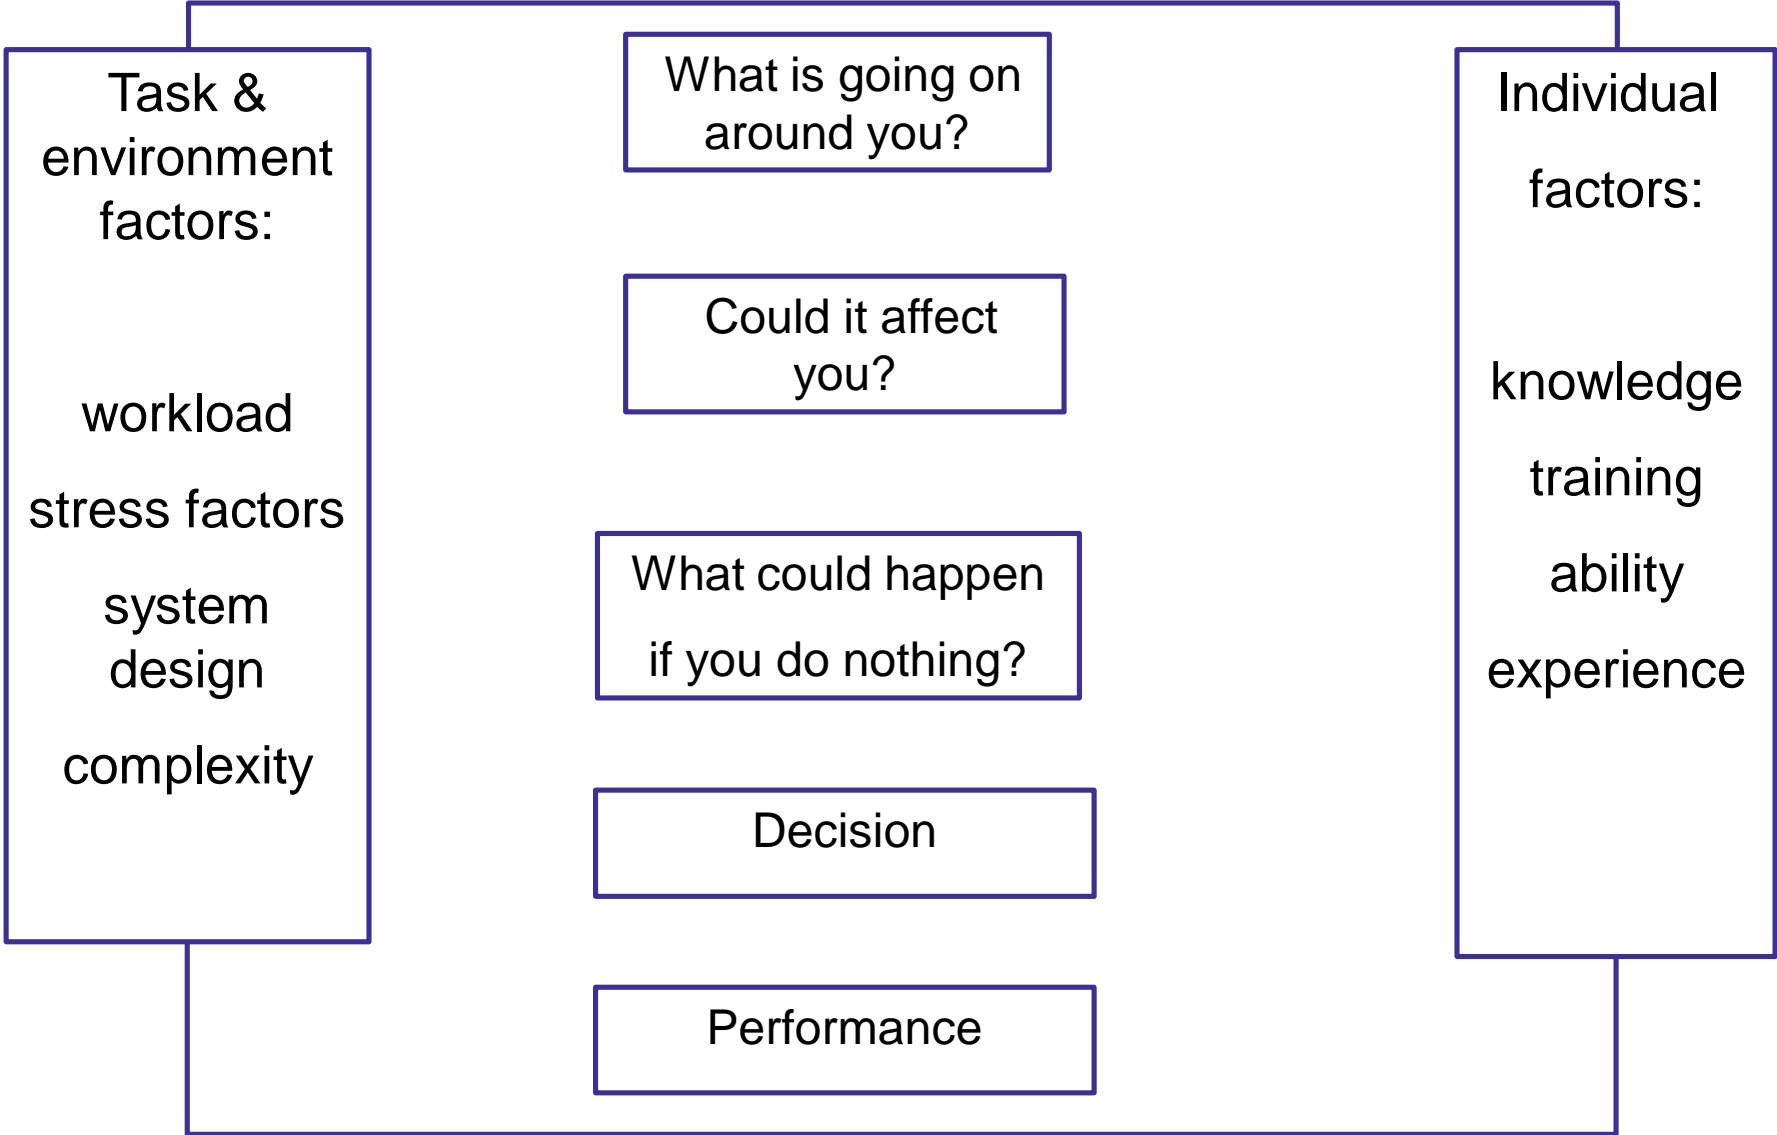 Task &
environment
factors:
workload
stress factors
system
design
complexity
What is going on
around you?
Could it affect
you?
What could happen
if you do nothing?
Decision
Performance
Individual
factors:
knowledge
training
ability
experience